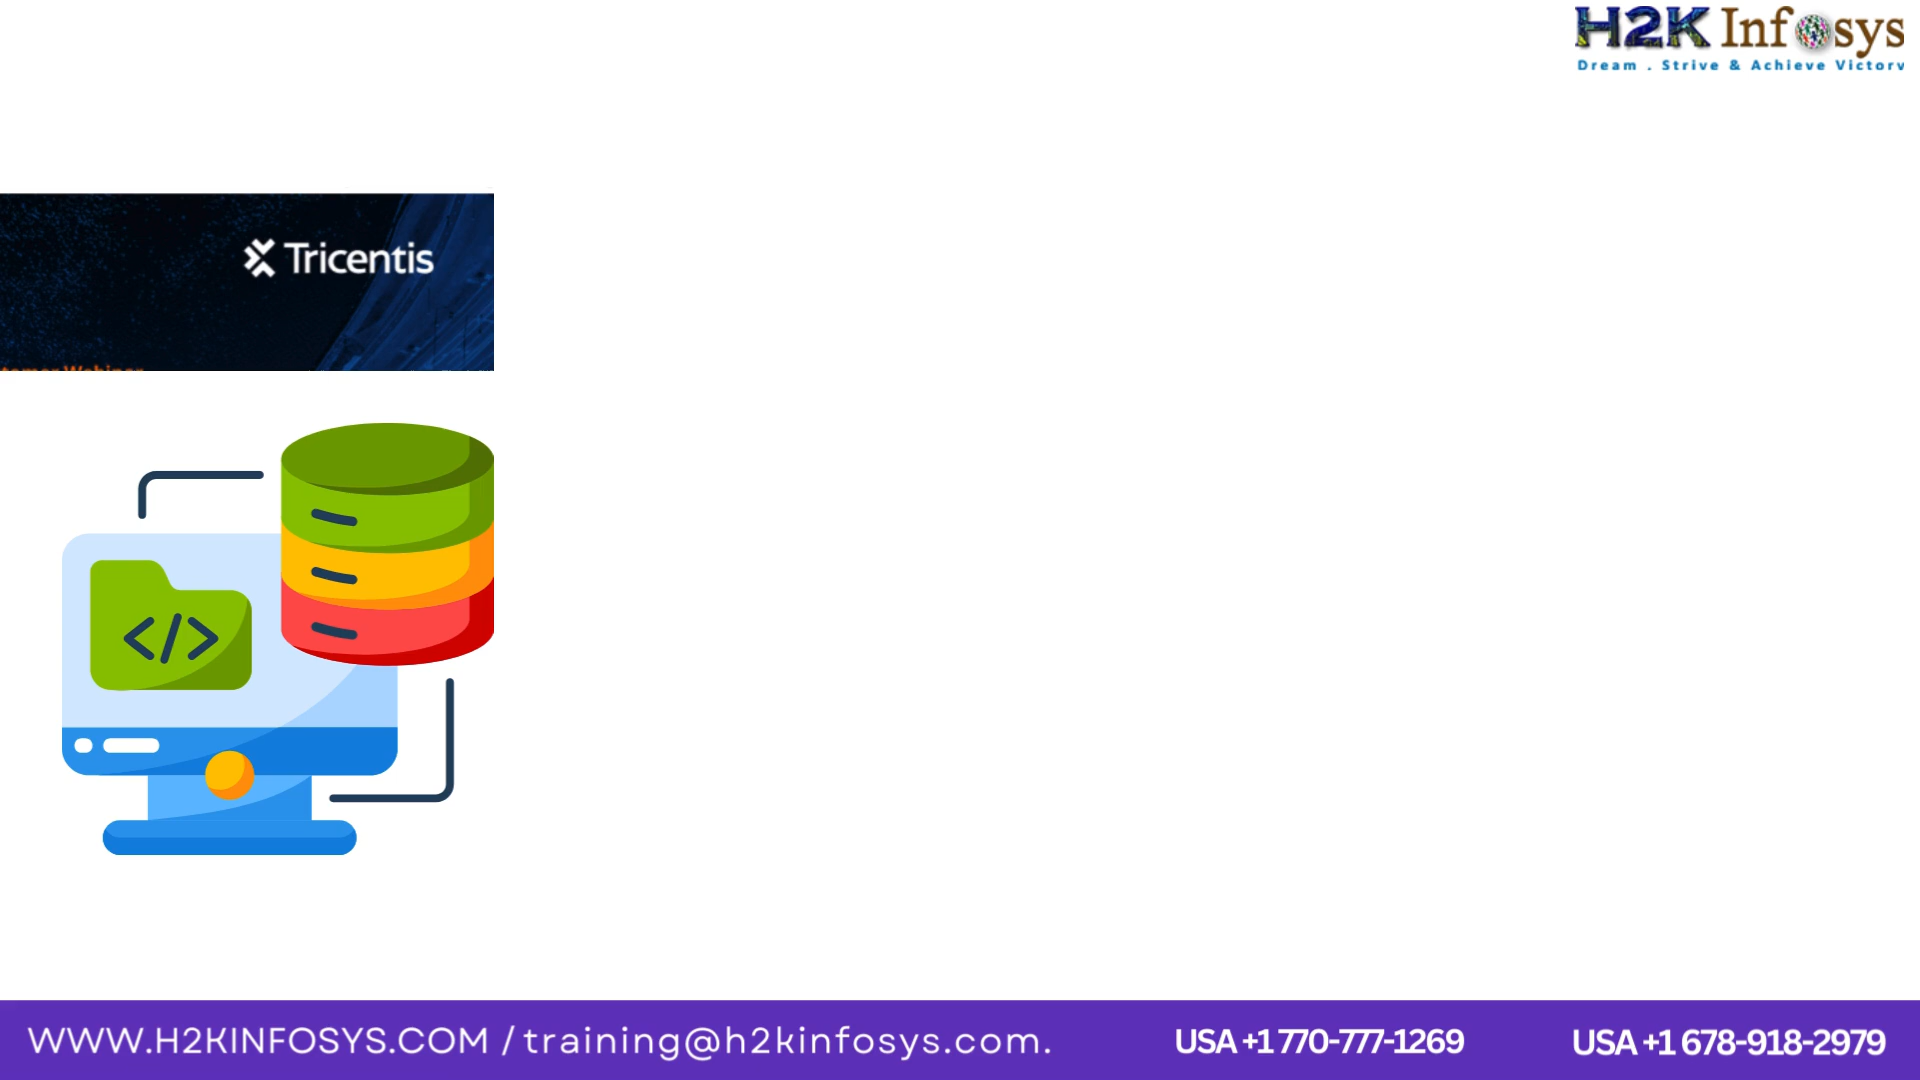 H2K Infosys
Dream . Strive & Achieve Victory
Tricentis
</>
WWW.H2KINFOSYS.COM / training@h2kinfosys.com.
USA +1 770-777-1269
USA +1 678-918-2979